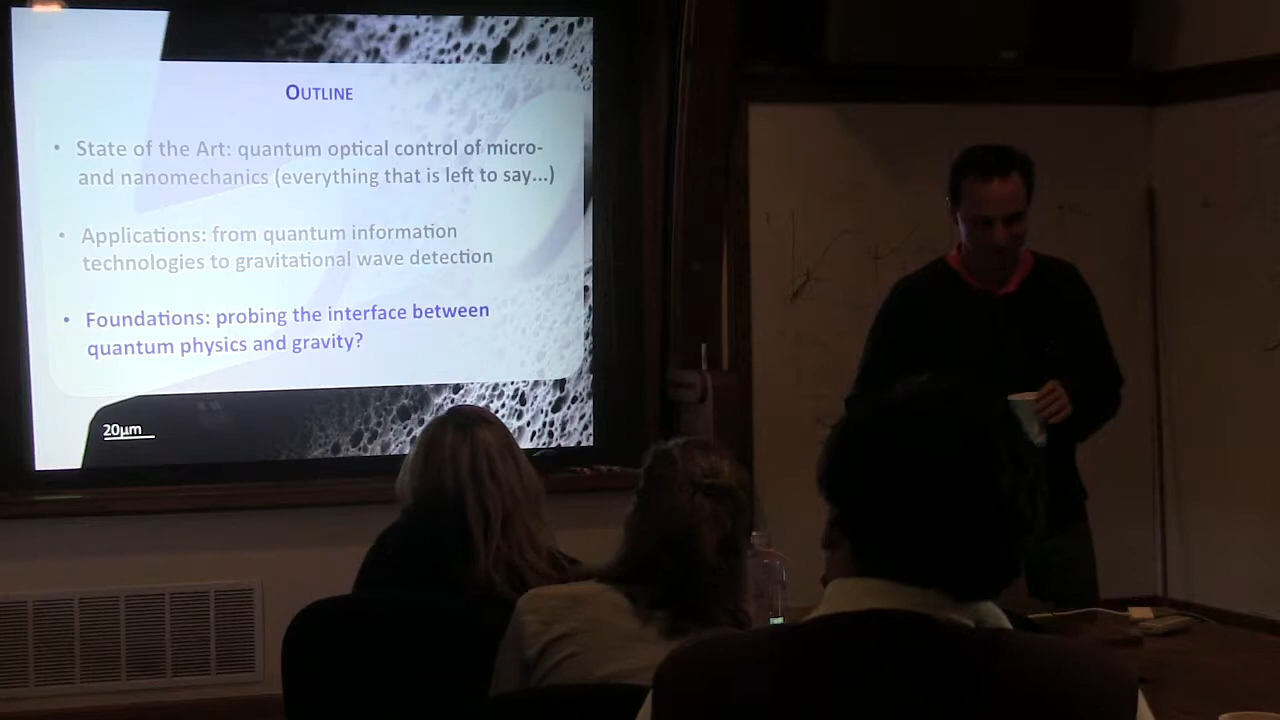 OUTLINE
• State of the Art: quantum optical control of micro-
and nanomechanics (everything that is left to say...)
• Applications: from quantum information
technologies to gravitational wave detection
• Foundations: probing the interface between
quantum physics and gravity?
20µm